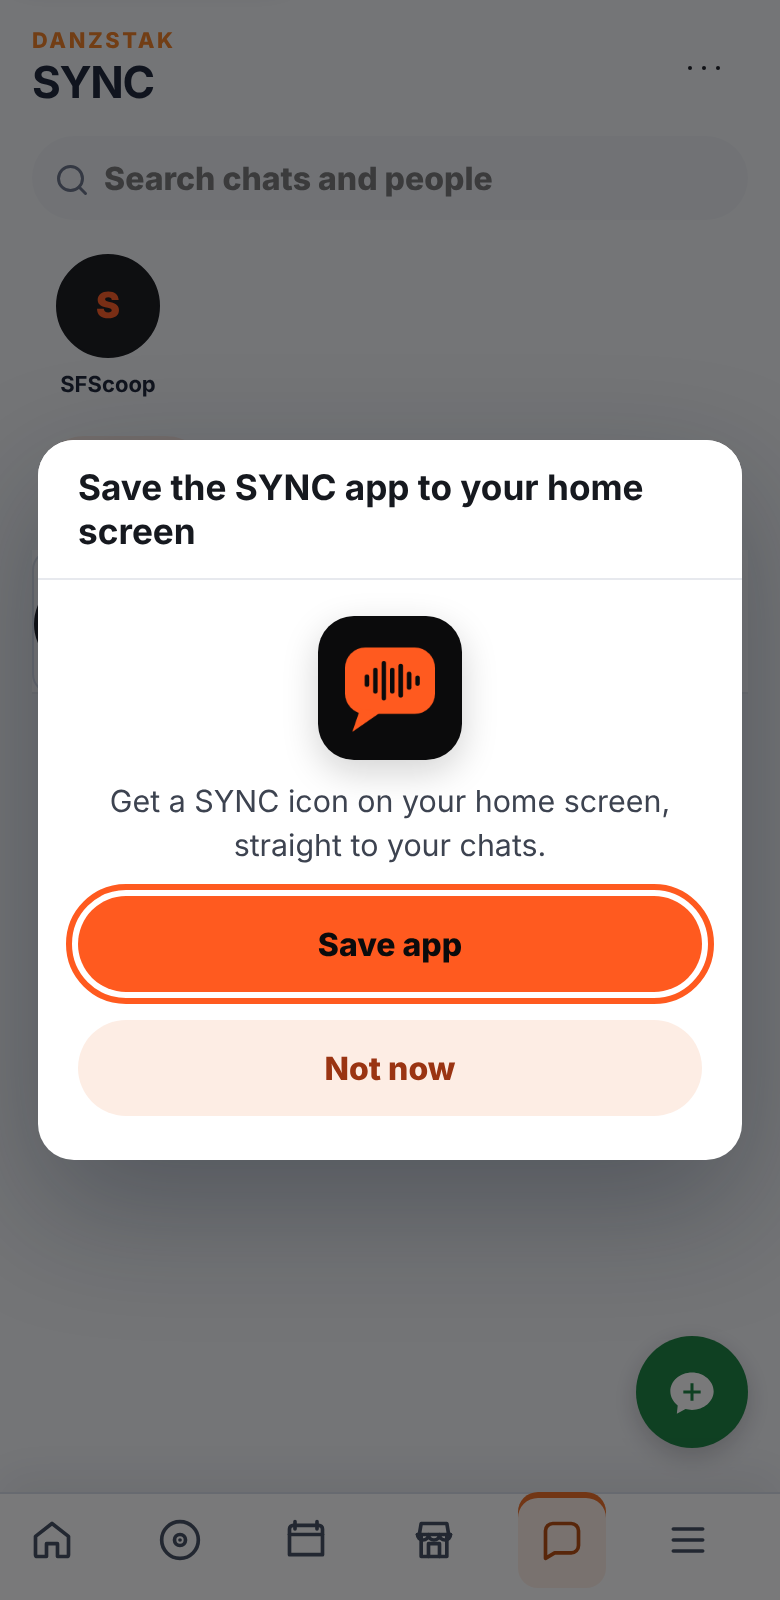 DANZSTAK
SYNC
...
Search chats and people
S
SFScoop
Save the SYNC app to your home
screen
Get a SYNC icon on your home screen,
straight to your chats.
Save app
Not now